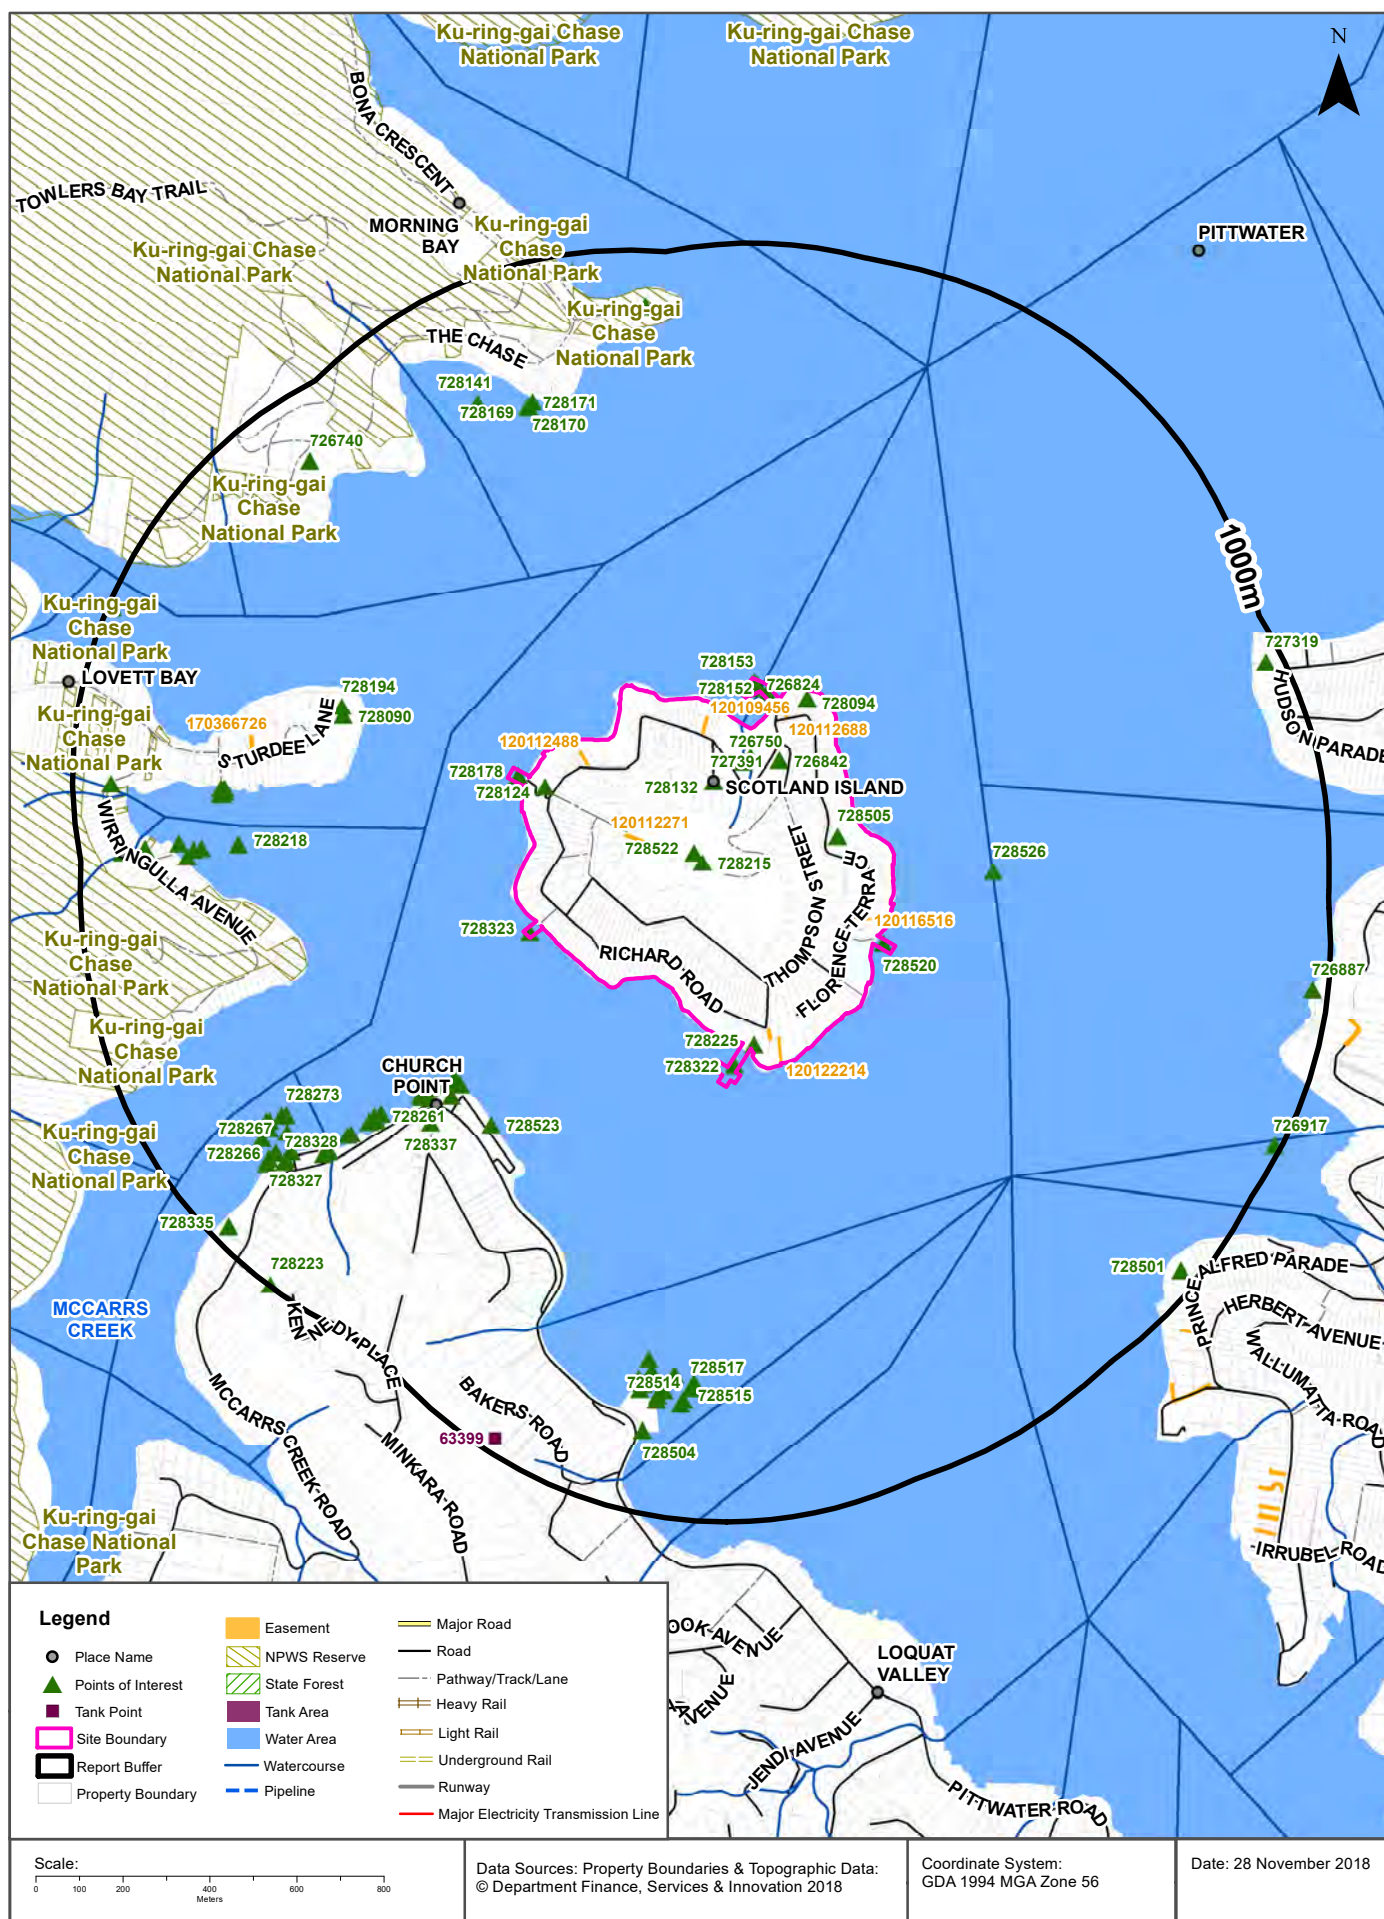 Ku-ring-gai Chase
National Park
Ku-ring-gai Chase
National Park
N
BONA CRESCENT
TOWLERS BAY TRAIL
MORNING
BAY
Ku-ring-gai
Chase
National Park
PITTWATER
Ku-ring-gai Chase
National Park
Ku-ring-gai
Chase
National Park
THE CHASE
728141
728169
728171
728170
726740
Ku-ring-gai
Chase
National Park
1000m
Ku-ring-gai
Chase
National Park
LOVETT BAY
727319
HUDSON PARADE
728153
728152
726824
728094
120109456
120112688
728194
728090
Ku-ring-gai
Chase
National Park
170366726
STURDEE LANE
120112488
726750
727391
726842
728178
728124
728132
SCOTLAND ISLAND
120112271
728505
728522
728215
728218
728526
WIRRINGULLA AVENUE
THOMPSON STREET
FLORENCE TERRACE
120116516
728520
728323
RICHARD ROAD
Ku-ring-gai
Chase
National Park
726887
Ku-ring-gai
Chase
National Park
728225
728322
120122214
CHURCH
POINT
728273
728267
728261
728523
728328
728337
728266
728327
Ku-ring-gai
Chase
National Park
726917
728335
728223
728501
PRINCE ALFRED PARADE
HERBERT AVENUE
WALLUMATTA ROAD
MCCARRS
CREEK
KENNEDY PLACE
MCCARRS CREEK ROAD
MINKARA ROAD
BAKERS ROAD
728517
728514
728515
63399
728504
Ku-ring-gai
Chase National
Park
IRRUBEL ROAD
OOK AVENUE
AVENUE
LOQUAT
VALLEY
JENDI AVENUE
PITTWATER ROAD
Legend
Place Name
Points of Interest
Tank Point
Site Boundary
Report Buffer
Property Boundary
Easement
NPWS Reserve
State Forest
Tank Area
Water Area
Watercourse
Pipeline
Major Road
Road
Pathway/Track/Lane
Heavy Rail
Light Rail
Underground Rail
Runway
Major Electricity Transmission Line
Scale:
0 100 200 400 600 800
Meters
Data Sources: Property Boundaries & Topographic Data:
© Department Finance, Services & Innovation 2018
Coordinate System:
GDA 1994 MGA Zone 56
Date: 28 November 2018